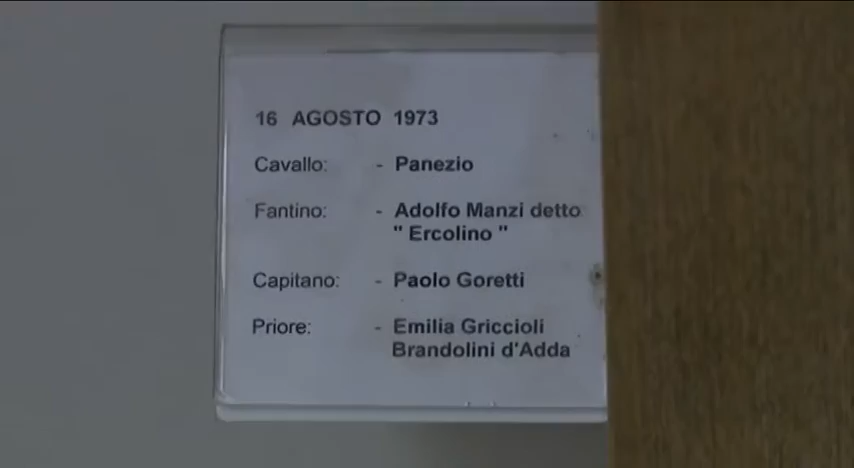 16 AGOSTO 1973
Cavallo: - Panezio
Fantino: - Adolfo Manzi detto
" Ercolino "
Capitano: - Paolo Goretti
Priore: - Emilia Griccioli
Brandolini d'Adda